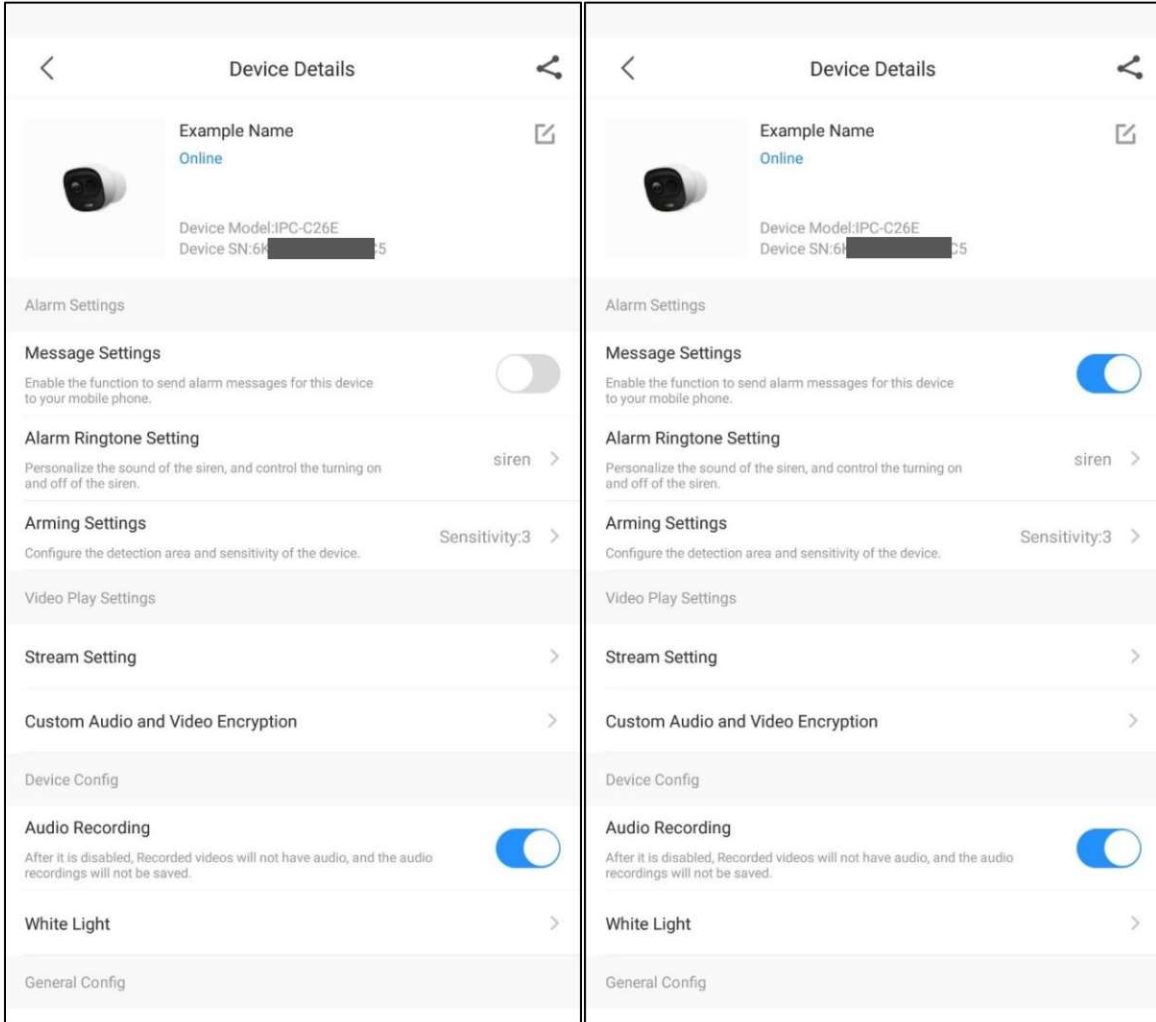 Device Details
Example Name
Online
Device Model:IPC-C26E
Device SN:6K C5
Alarm Settings
Message Settings
Enable the function to send alarm messages for this device
to your mobile phone.
Alarm Ringtone Setting
siren
Personalize the sound of the siren, and control the turning on
and off of the siren.
Arming Settings
Sensitivity:3
Configure the detection area and sensitivity of the device.
Video Play Settings
Stream Setting
Custom Audio and Video Encryption
Device Config
Audio Recording
After it is disabled, Recorded videos will not have audio, and the audio
recordings will not be saved.
White Light
General Config
Device Details
Example Name
Online
Device Model:IPC-C26E
Device SN:6K C5
Alarm Settings
Message Settings
Enable the function to send alarm messages for this device
to your mobile phone.
Alarm Ringtone Setting
siren
Personalize the sound of the siren, and control the turning on
and off of the siren.
Arming Settings
Sensitivity:3
Configure the detection area and sensitivity of the device.
Video Play Settings
Stream Setting
Custom Audio and Video Encryption
Device Config
Audio Recording
After it is disabled, Recorded videos will not have audio, and the audio
recordings will not be saved.
White Light
General Config